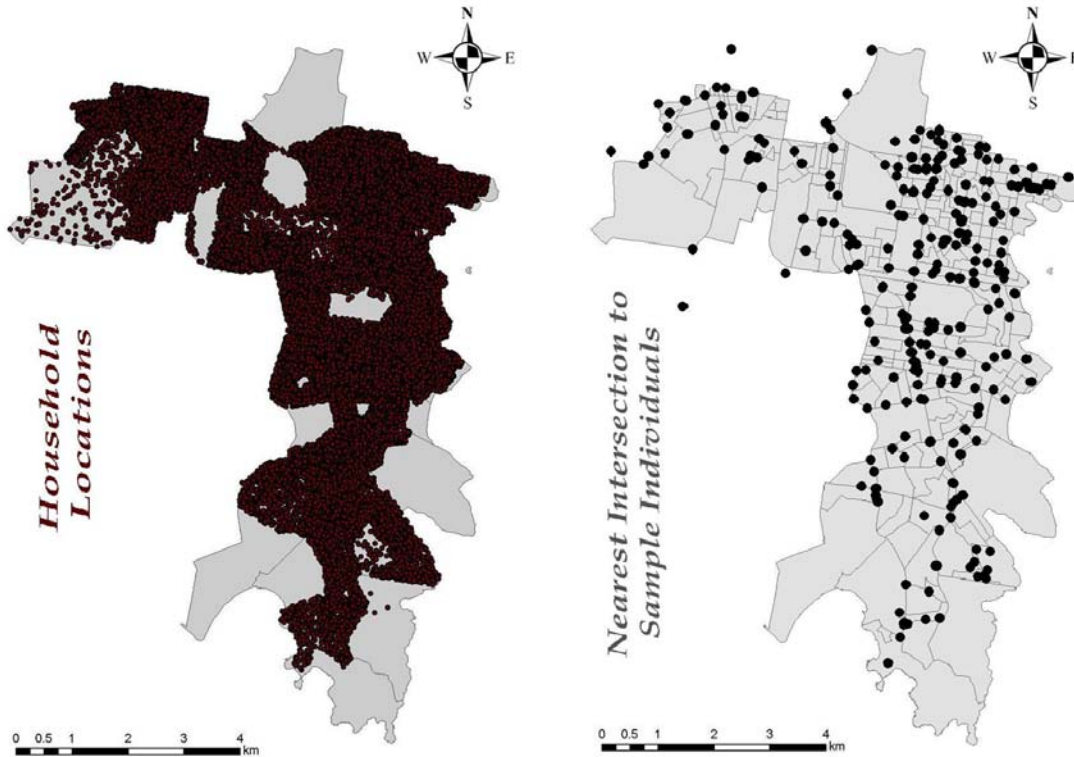 N
W E
S
Household
Locations
0 0.5 1 2 3 4
km
N
W E
S
Nearest Intersection to
Sample Individuals
0 0.5 1 2 3 4
km